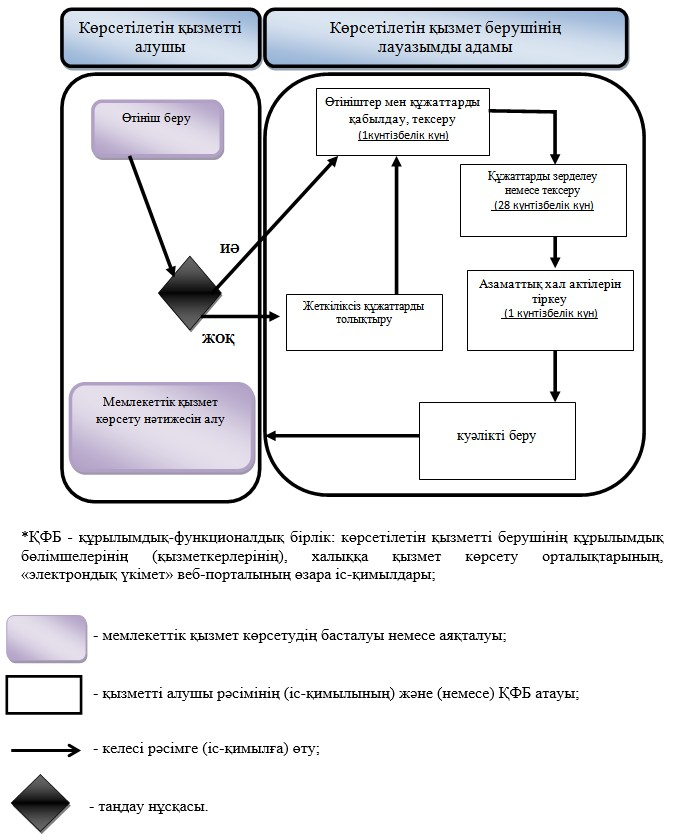 Көрсетілетін қызметті
алушы
Көрсетілетін қызмет берушінің
лауазымды адамы
Өтініш беру
Өтініштер мен құжаттарды
қабылдау, тексеру
(1күнтізбелік күн)
Құжаттарды зерделеу
немесе тексеру
(28 күнтізбелік күн)
иә
Азаматтық хал актілерін
тіркеу
(1 күнтізбелік күн)
Жеткіліксіз құжаттарды
толықтыру
жоқ
Мемлекеттік қызмет
көрсету нәтижесін алу
куәлікті беру
*ҚФБ - құрылымдық-функционалдық бірлік: көрсетілетін қызметті берушінің құрылымдық
бөлімшелерінің (қызметкерлерінің), халыққа қызмет көрсету орталықтарының,
«электрондық үкімет» веб-порталының өзара іс-қимылдары;
- мемлекеттік қызмет көрсетудің басталуы немесе аяқталуы;
- қызметті алушы рәсімінің (іс-қимылының) және (немесе) ҚФБ атауы;
- келесі рәсімге (іс-қимылға) өту;
- таңдау нұсқасы.